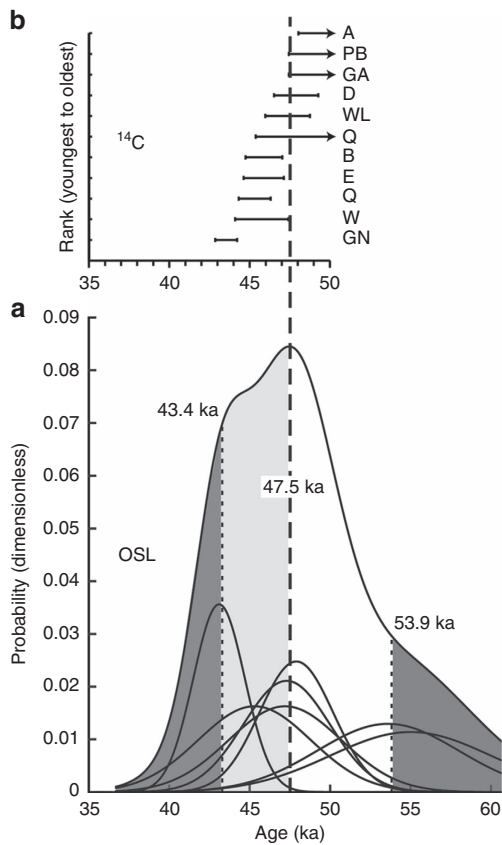 b
Rank (youngest to oldest)
14C
A
PB
GA
D
WL
Q
B
E
Q
W
GN
35 40 45 50
a
Probability (dimensionless)
0.09
0.08
0.07
0.06
0.05
0.04
0.03
0.02
0.01
0
43.4 ka
47.5 ka
OSL
53.9 ka
35 40 45 50 55 60
Age (ka)